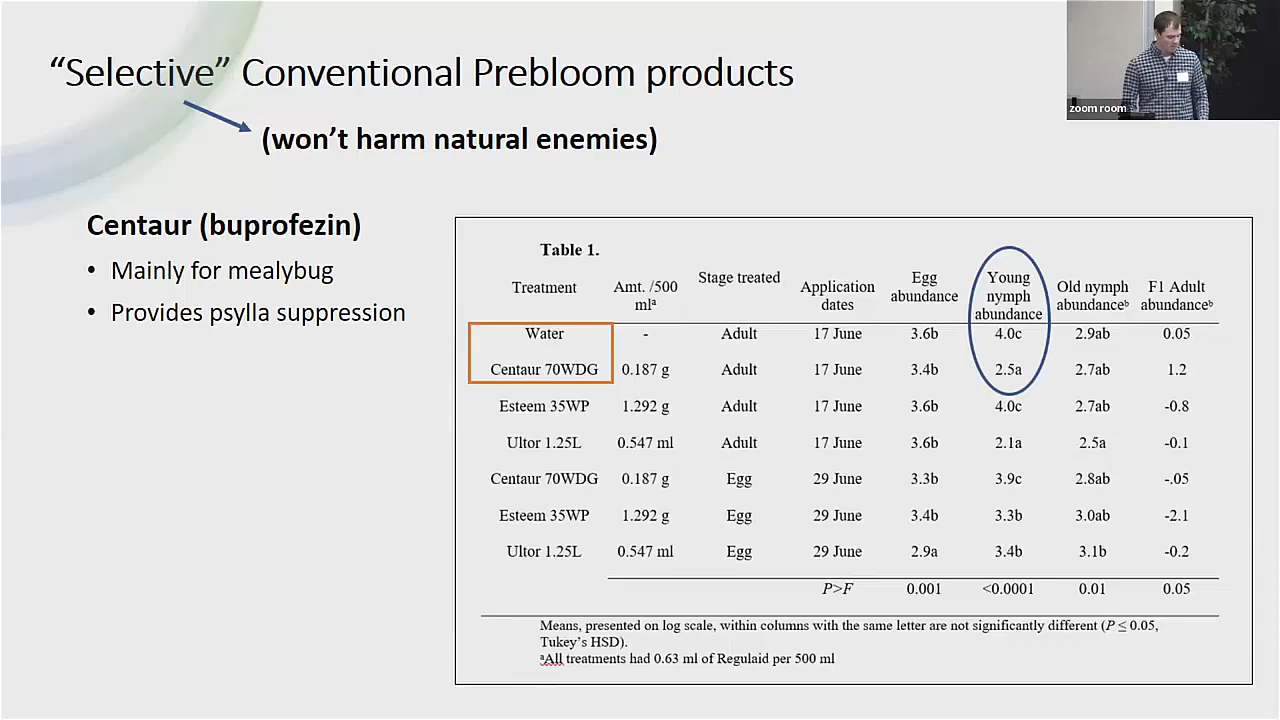 “Selective” Conventional Prebloom products
zoom room
(won’t harm natural enemies)
Centaur (buprofezin)
• Mainly for mealybug
• Provides psylla suppression
Table 1.
Treatment Amt. /500 mlᵃ Stage treated Application dates Egg abundance Young nymph abundance Old nymph abundanceᵇ F1 Adult abundanceᵇ
Water - Adult 17 June 3.6b 4.0c 2.9ab 0.05
Centaur 70WDG 0.187 g Adult 17 June 3.4b 2.5a 2.7ab 1.2
Esteem 35WP 1.292 g Adult 17 June 3.6b 4.0c 2.7ab -0.8
Ultor 1.25L 0.547 ml Adult 17 June 3.6b 2.1a 2.5a -0.1
Centaur 70WDG 0.187 g Egg 29 June 3.3b 3.9c 2.8ab -.05
Esteem 35WP 1.292 g Egg 29 June 3.4b 3.3b 3.0ab -2.1
Ultor 1.25L 0.547 ml Egg 29 June 2.9a 3.4b 3.1b -0.2
P>F 0.001 <0.0001 0.01 0.05
Means, presented on log scale, within columns with the same letter are not significantly different (P ≤ 0.05,
Tukey’s HSD).
ᵃAll treatments had 0.63 ml of Regulaid per 500 ml